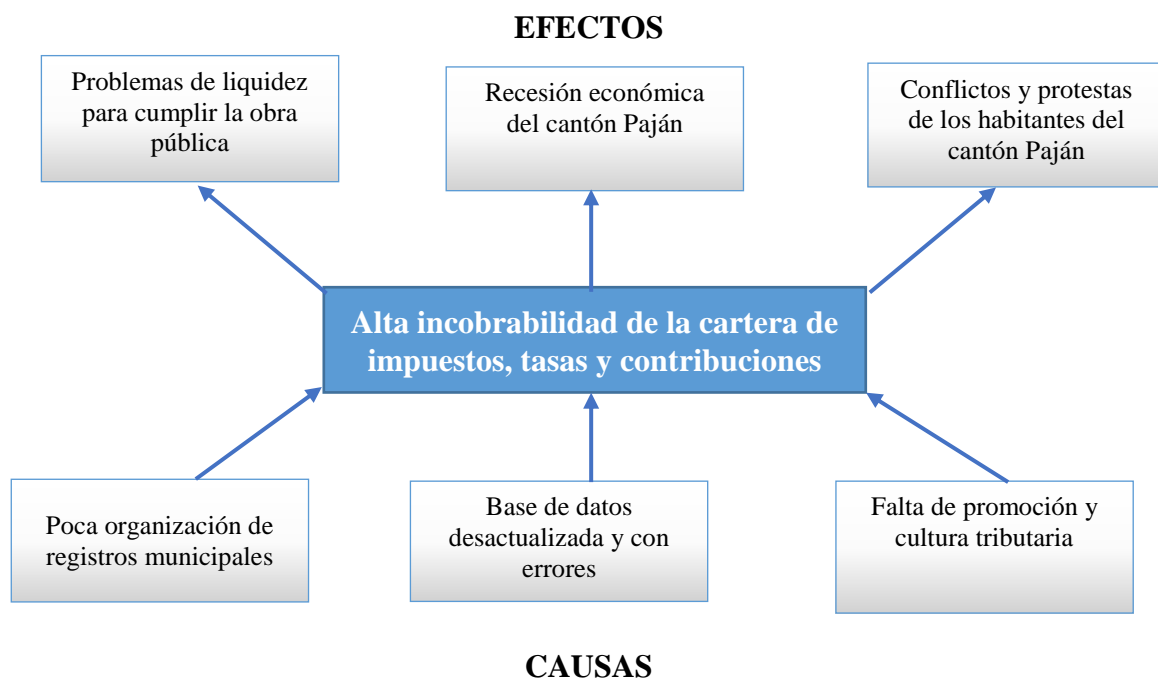 EFECTOS
Problemas de liquidez
para cumplir la obra
pública
Recesión económica
del cantón Paján
Conflictos y protestas
de los habitantes del
cantón Paján
Alta incobrabilidad de la cartera de
impuestos, tasas y contribuciones
Poca organización de
registros municipales
Base de datos
desactualizada y con
errores
Falta de promoción y
cultura tributaria
CAUSAS